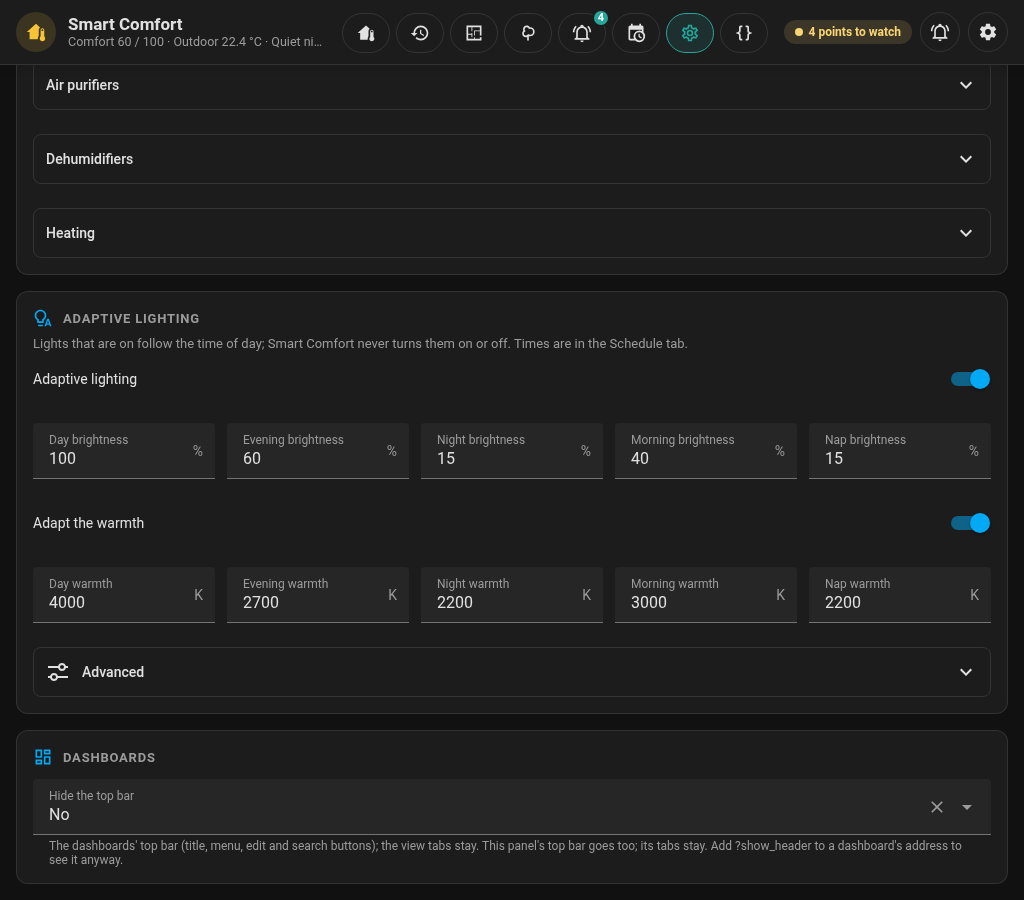 Smart Comfort
Comfort 60 / 100 · Outdoor 22.4 °C · Quiet ni…
4
4 points to watch
Air purifiers
Dehumidifiers
Heating
ADAPTIVE LIGHTING
Lights that are on follow the time of day; Smart Comfort never turns them on or off. Times are in the Schedule tab.
Adaptive lighting
Day brightness
100
%
Evening brightness
60
%
Night brightness
15
%
Morning brightness
40
%
Nap brightness
15
%
Adapt the warmth
Day warmth
4000
K
Evening warmth
2700
K
Night warmth
2200
K
Morning warmth
3000
K
Nap warmth
2200
K
Advanced
DASHBOARDS
Hide the top bar
No
The dashboards' top bar (title, menu, edit and search buttons); the view tabs stay. This panel's top bar goes too; its tabs stay. Add ?show_header to a dashboard's address to
see it anyway.